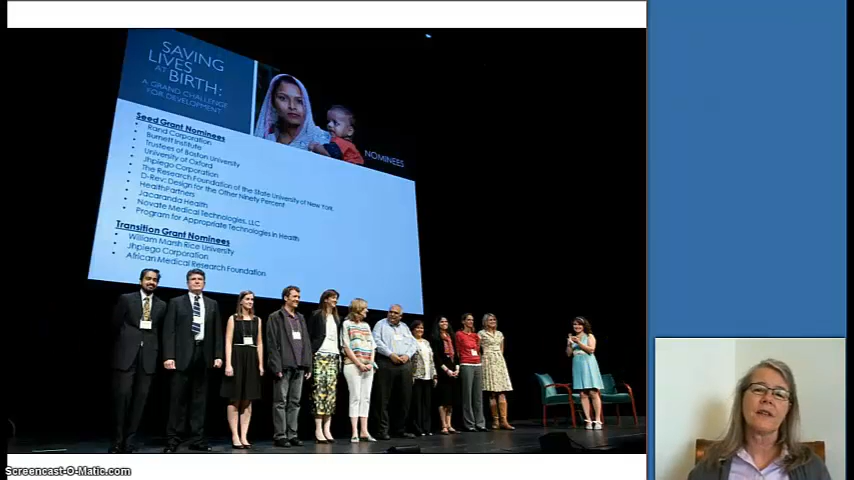 SAVING
LIVES
AT BIRTH:
A GRAND CHALLENGE
FOR DEVELOPMENT
NOMINEES
Seed Grant Nominees
• Rand Corporation
• Burnett Institute
• Trustees of Boston University
• University of Oxford
• Jhpiego Corporation
• The Research Foundation of the State University of New York
• D-Rev: Design for the Other Ninety Percent
• HealthPartners
• Jacaranda Health
• Novate Medical Technologies, LLC
• Program for Appropriate Technologies in Health
Transition Grant Nominees
• William Marsh Rice University
• Jhpiego Corporation
• African Medical Research Foundation
Screencast-O-Matic.com